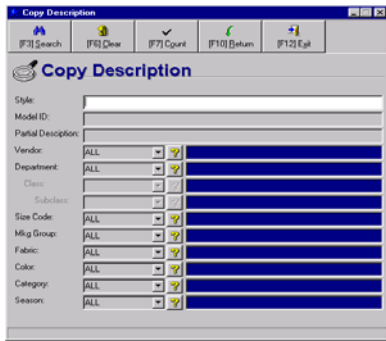 Copy Description
[F3] Search [F6] Clear [F7] Count [F10] Return [F12] Exit
Copy Description
Style:
Model ID:
Partial Desciption:
Vendor: ALL
Department: ALL
Class:
Subclass:
Size Code: ALL
Mkg Group: ALL
Fabric: ALL
Color: ALL
Category: ALL
Season: ALL